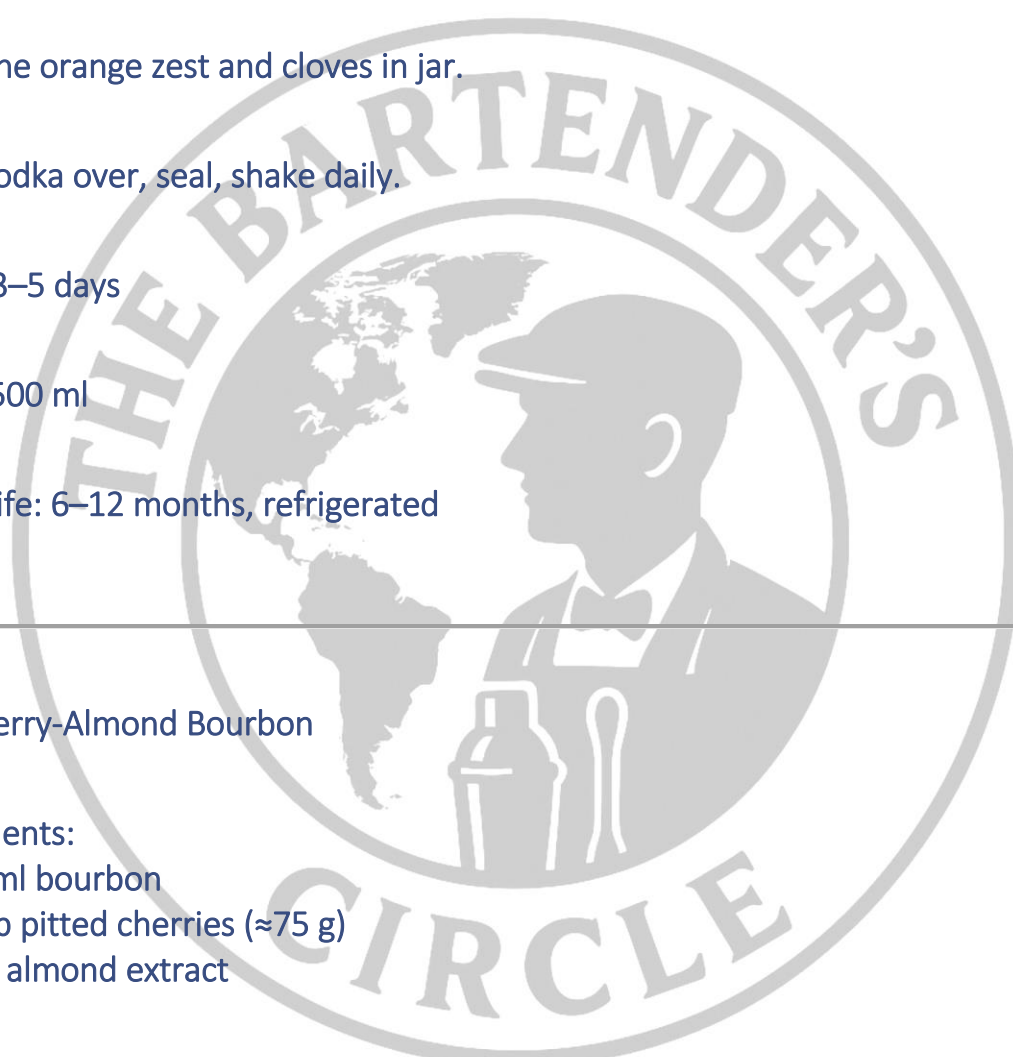 he orange zest and cloves in jar.
odka over, seal, shake daily.
3–5 days
500 ml
ife: 6–12 months, refrigerated
erry-Almond Bourbon
ents:
ml bourbon
p pitted cherries (≈75 g)
almond extract
THE BARTENDER'S
CIRCLE